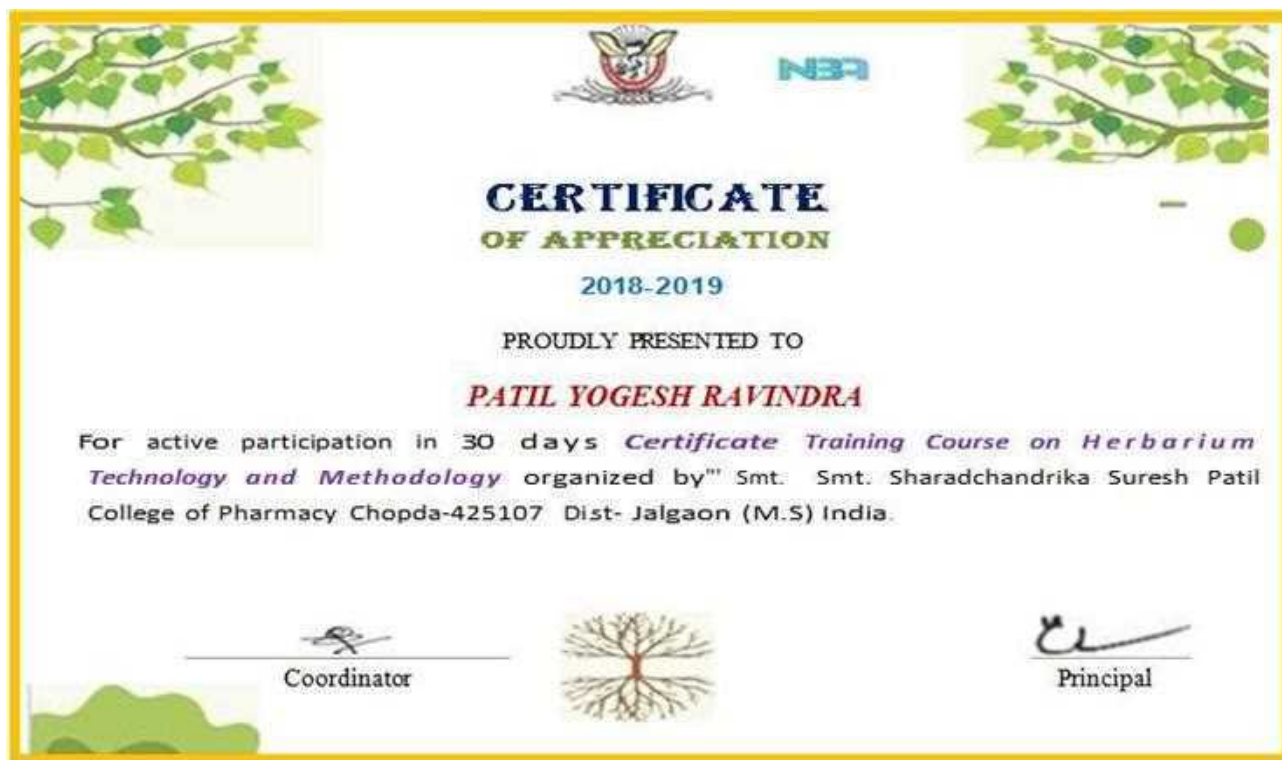 NBA
CERTIFICATE
OF APPRECIATION
2018-2019
PROUDLY PRESENTED TO
PATIL YOGESH RAVINDRA
For active participation in 30 days Certificate Training Course on Herbarium
Technology and Methodology organized by"' Smt. Smt. Sharadchandrika Suresh Patil
College of Pharmacy Chopda-425107 Dist- Jalgaon (M.S) India.
Coordinator
Principal